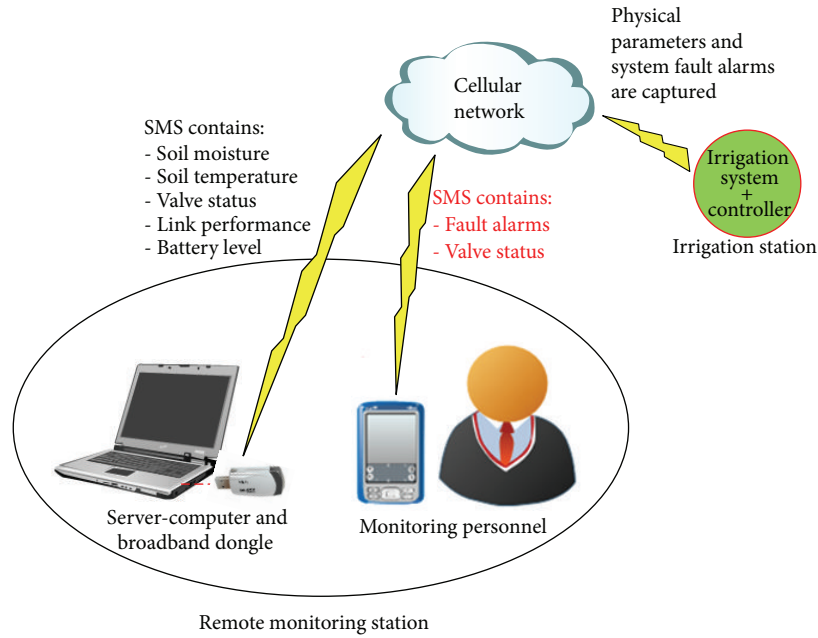 Physical
parameters and
system fault alarms
are captured
Cellular
network
SMS contains:
- Soil moisture
- Soil temperature
- Valve status
- Link performance
- Battery level
SMS contains:
- Fault alarms
- Valve status
Irrigation
system
+
controller
Irrigation station
Server-computer and
broadband dongle
Monitoring personnel
Remote monitoring station